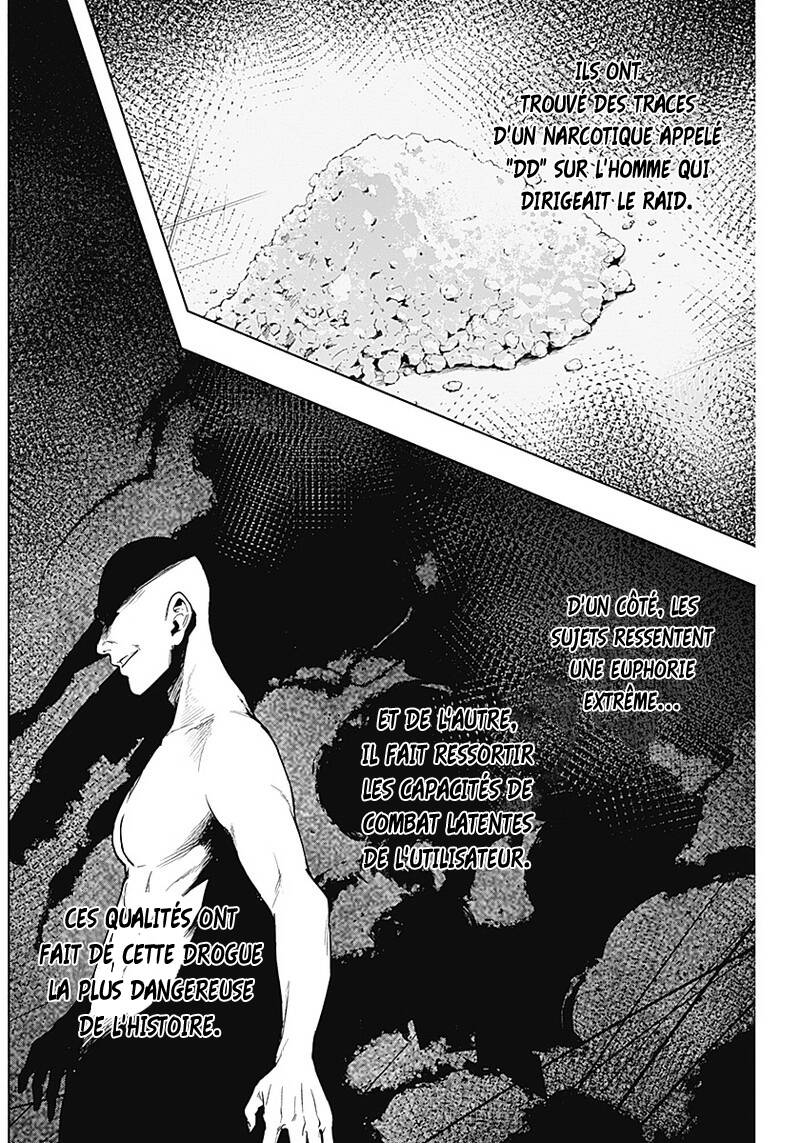 ILS ONT
TROUVÉ DES TRACES
D'UN NARCOTIQUE APPELÉ
"DD" SUR L'HOMME QUI
DIRIGEAIT LE RAID.
D'UN CÔTÉ, LES
SUJETS RESSENTENT
UNE EUPHORIE
EXTRÊME...
ET DE L'AUTRE,
IL FAIT RESSORTIR
LES CAPACITÉS DE
COMBAT LATENTES
DE L'UTILISATEUR.
CES QUALITÉS ONT
FAIT DE CETTE DROGUE
LA PLUS DANGEREUSE
DE L'HISTOIRE.